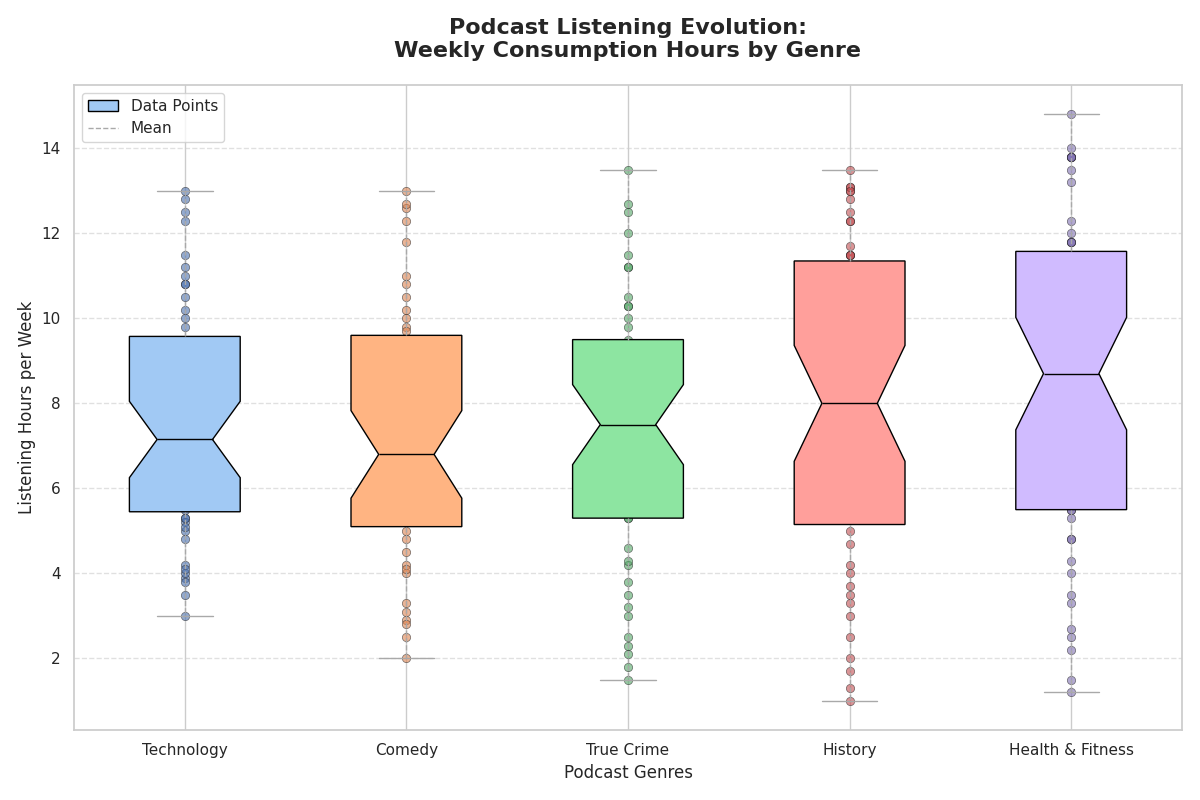 Podcast Listening Evolution:
Weekly Consumption Hours by Genre
Data Points
Mean
Listening Hours per Week
14
12
10
8
6
4
2
Technology
Comedy
True Crime
History
Health & Fitness
Podcast Genres